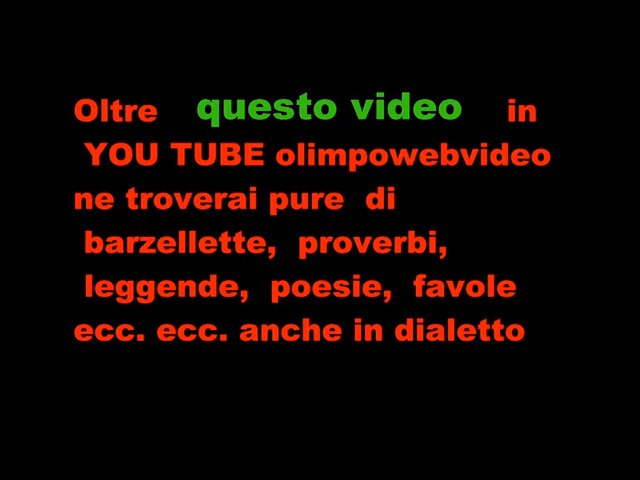 Oltre questo video in
YOU TUBE olimpowebvideo
ne troverai pure di
barzellette, proverbi,
leggende, poesie, favole
ecc. ecc. anche in dialetto